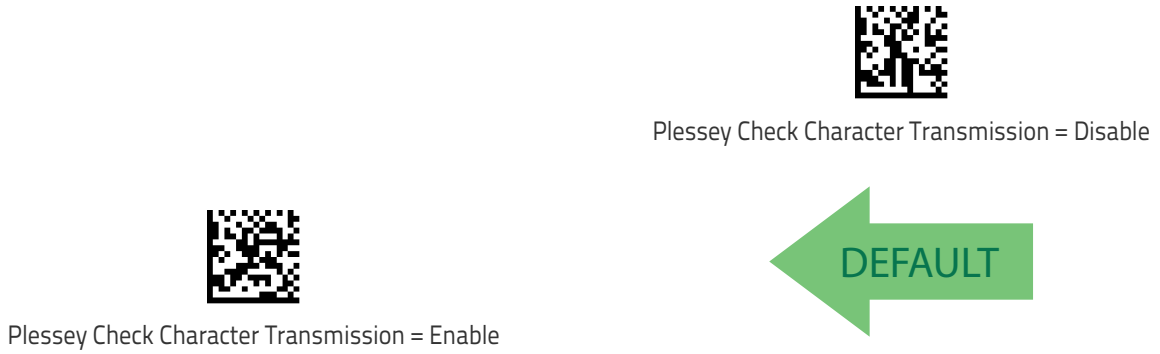 Plessey Check Character Transmission = Disable
DEFAULT
Plessey Check Character Transmission = Enable